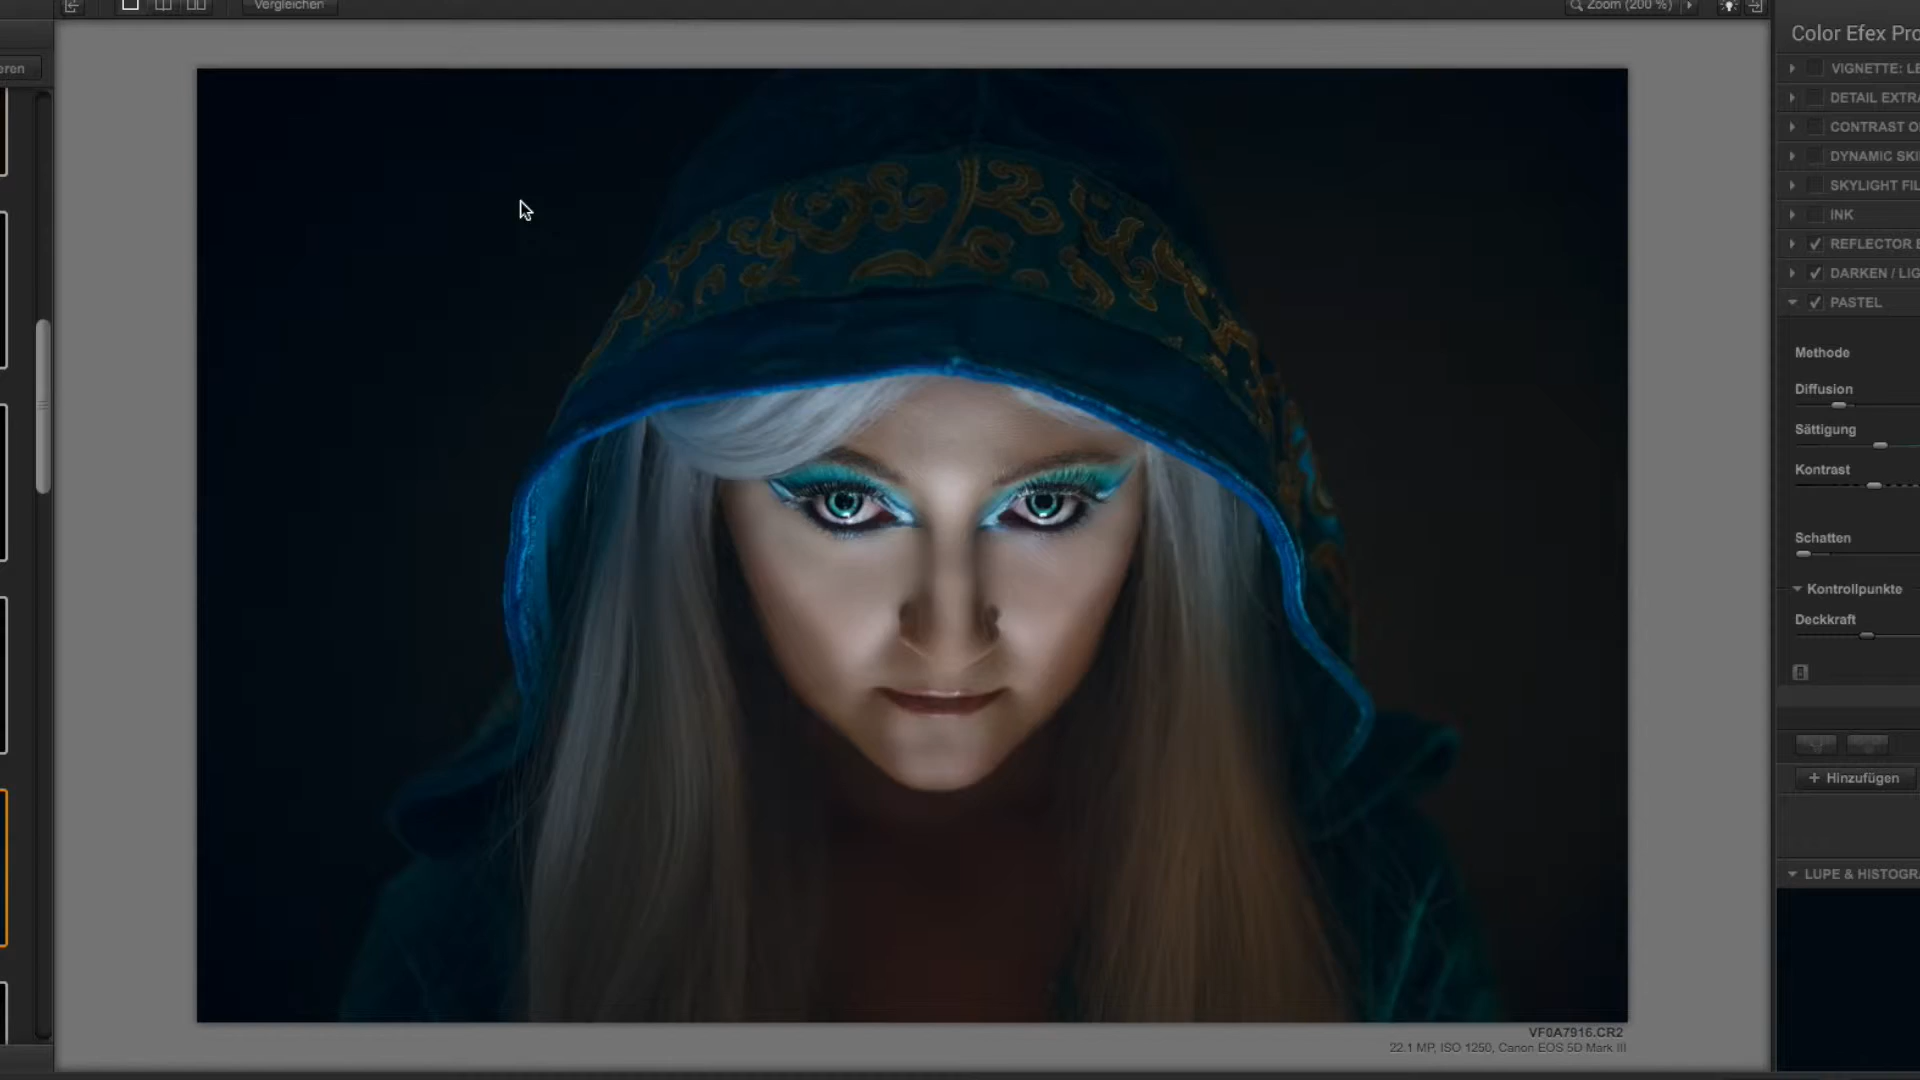 Vergleichen
Zoom (200 %)
Color Efex Pro
eren
VIGNETTE: LE
DETAIL EXTRA
CONTRAST O
DYNAMIC SKI
SKYLIGHT FIL
INK
REFLECTOR E
DARKEN / LIG
PASTEL
Methode
Diffusion
Sättigung
Kontrast
Schatten
Kontrollpunkte
Deckkraft
+ Hinzufügen
LUPE & HISTOGR
VF0A7916.CR2
22.1 MP, ISO 1250, Canon EOS 5D Mark III